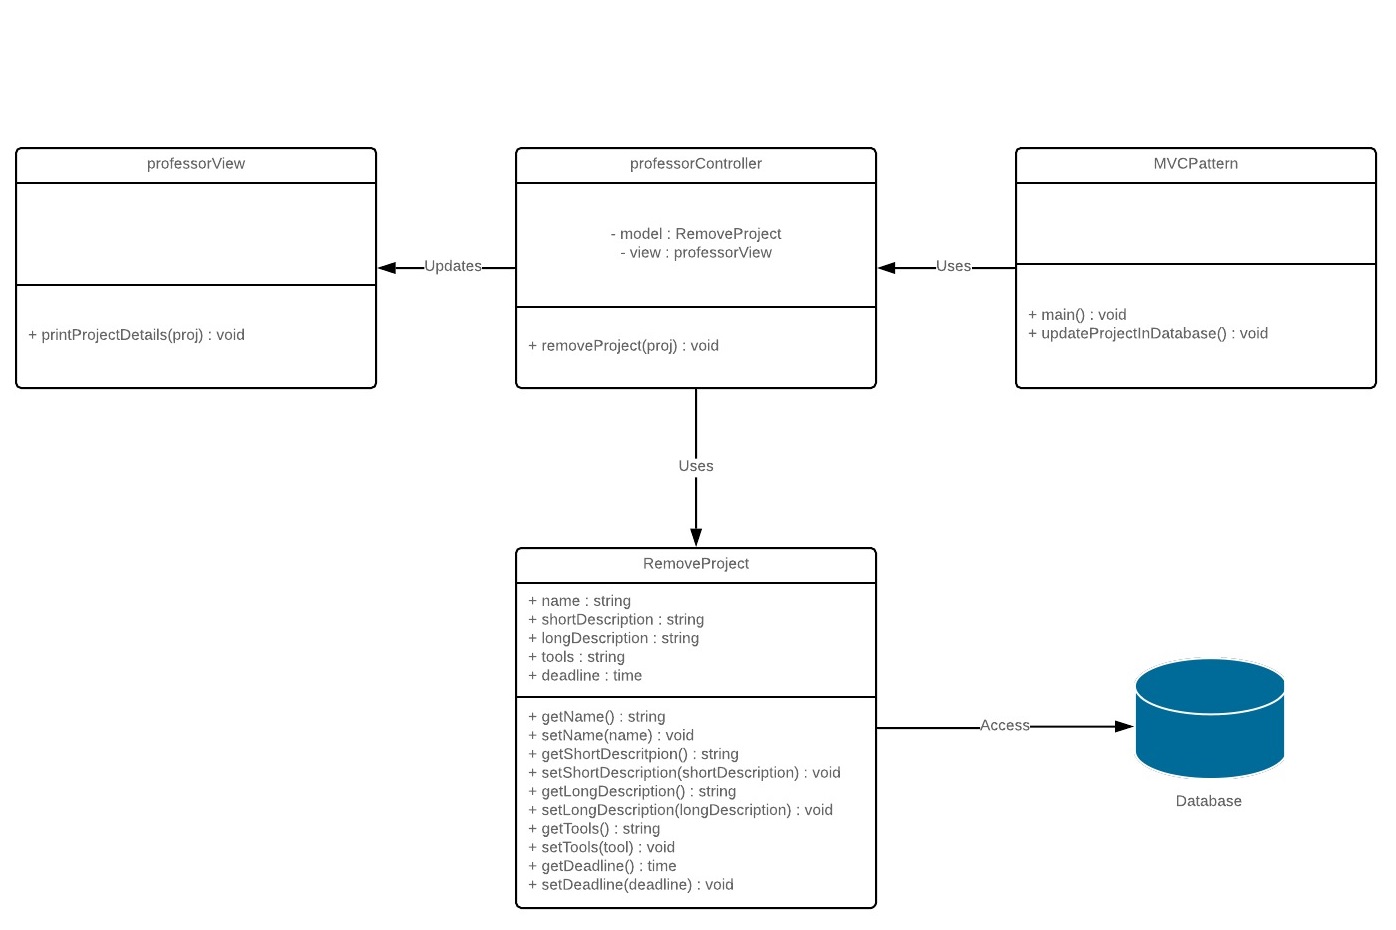 professorView
+ printProjectDetails(proj) : void
Updates
professorController
- model : RemoveProject
- view : professorView
+ removeProject(proj) : void
Uses
MVCPattern
+ main() : void
+ updateProjectInDatabase() : void
Uses
RemoveProject
+ name : string
+ shortDescription : string
+ longDescription : string
+ tools : string
+ deadline : time
+ getName() : string
+ setName(name) : void
+ getShortDescritpion() : string
+ setShortDescription(shortDescription) : void
+ getLongDescription() : string
+ setLongDescription(longDescription) : void
+ getTools() : string
+ setTools(tool) : void
+ getDeadline() : time
+ setDeadline(deadline) : void
Access
Database